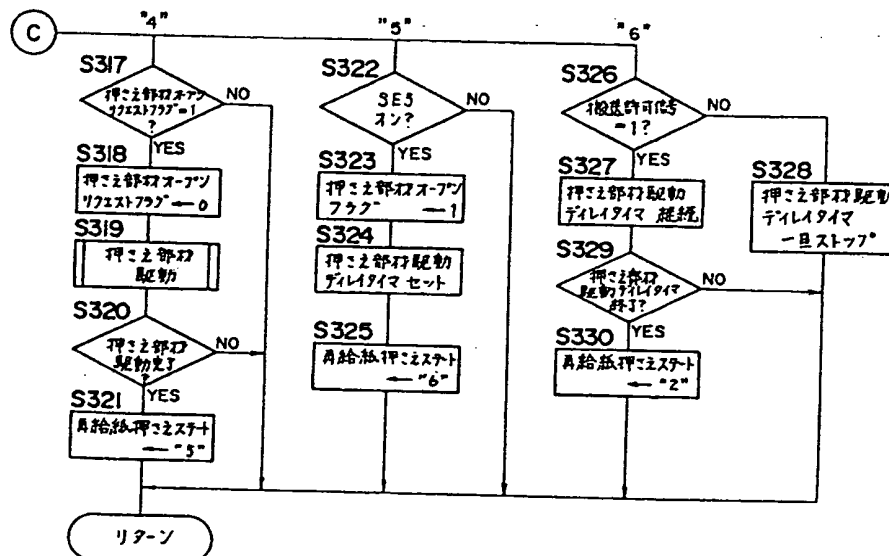 C
"4"
S317
押さえ部材オープン
リクエストフラグ=1
?
NO
YES
S318
押さえ部材オープン
リクエストフラグ ←0
S319
押さえ部材
駆動
S320
押さえ部材
駆動完了
?
NO
YES
S321
再給紙押さえステート
← "5"
リターン
"5"
S322
SE5
オン?
NO
YES
S323
押さえ部材オープン
フラグ ←1
S324
押さえ部材駆動
ディレイタイマ セット
S325
再給紙押さえステート
← "6"
"6"
S326
搬送許可信号
=1?
NO
YES
S327
押さえ部材駆動
ディレイタイマ 継続
S328
押さえ部材駆動
ディレイタイマ
一旦ストップ
S329
押さえ部材
駆動ディレイタイマ
終了?
NO
YES
S330
再給紙押さえステート
← "2"